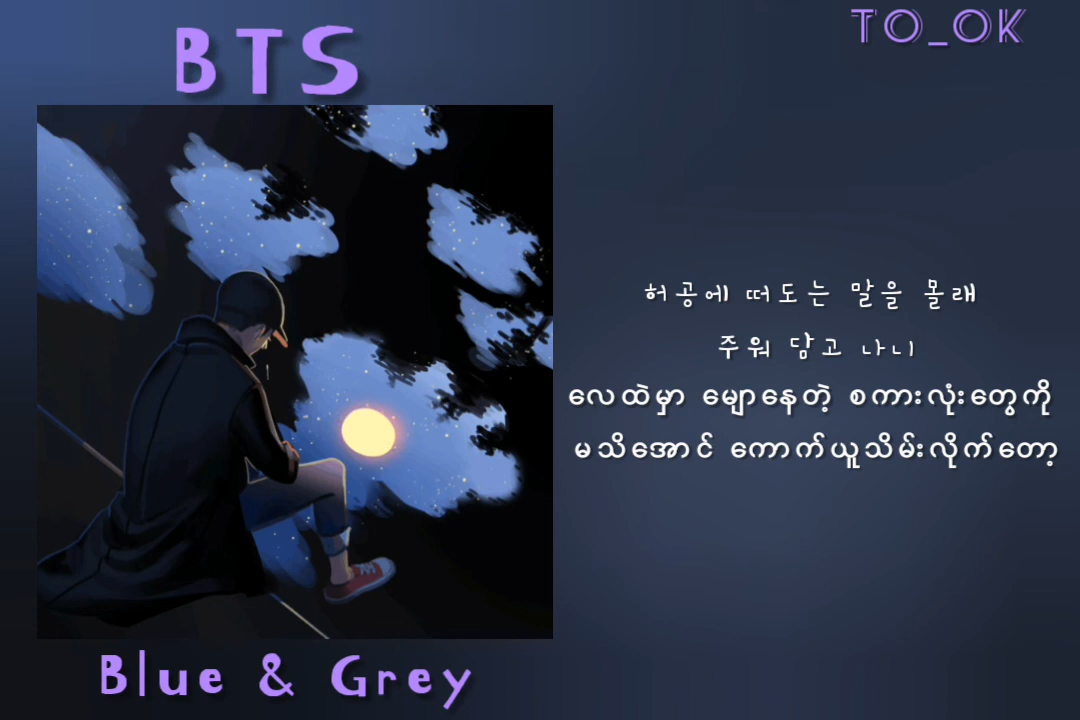 BTS
TO_OK
허공에 떠도는 말을 몰래
주워 담고 나니
လေထဲမှာ မျောနေတဲ့ စကားလုံးတွေကို
မသိအောင် ကောက်ယူသိမ်းလိုက်တော့
Blue & Grey